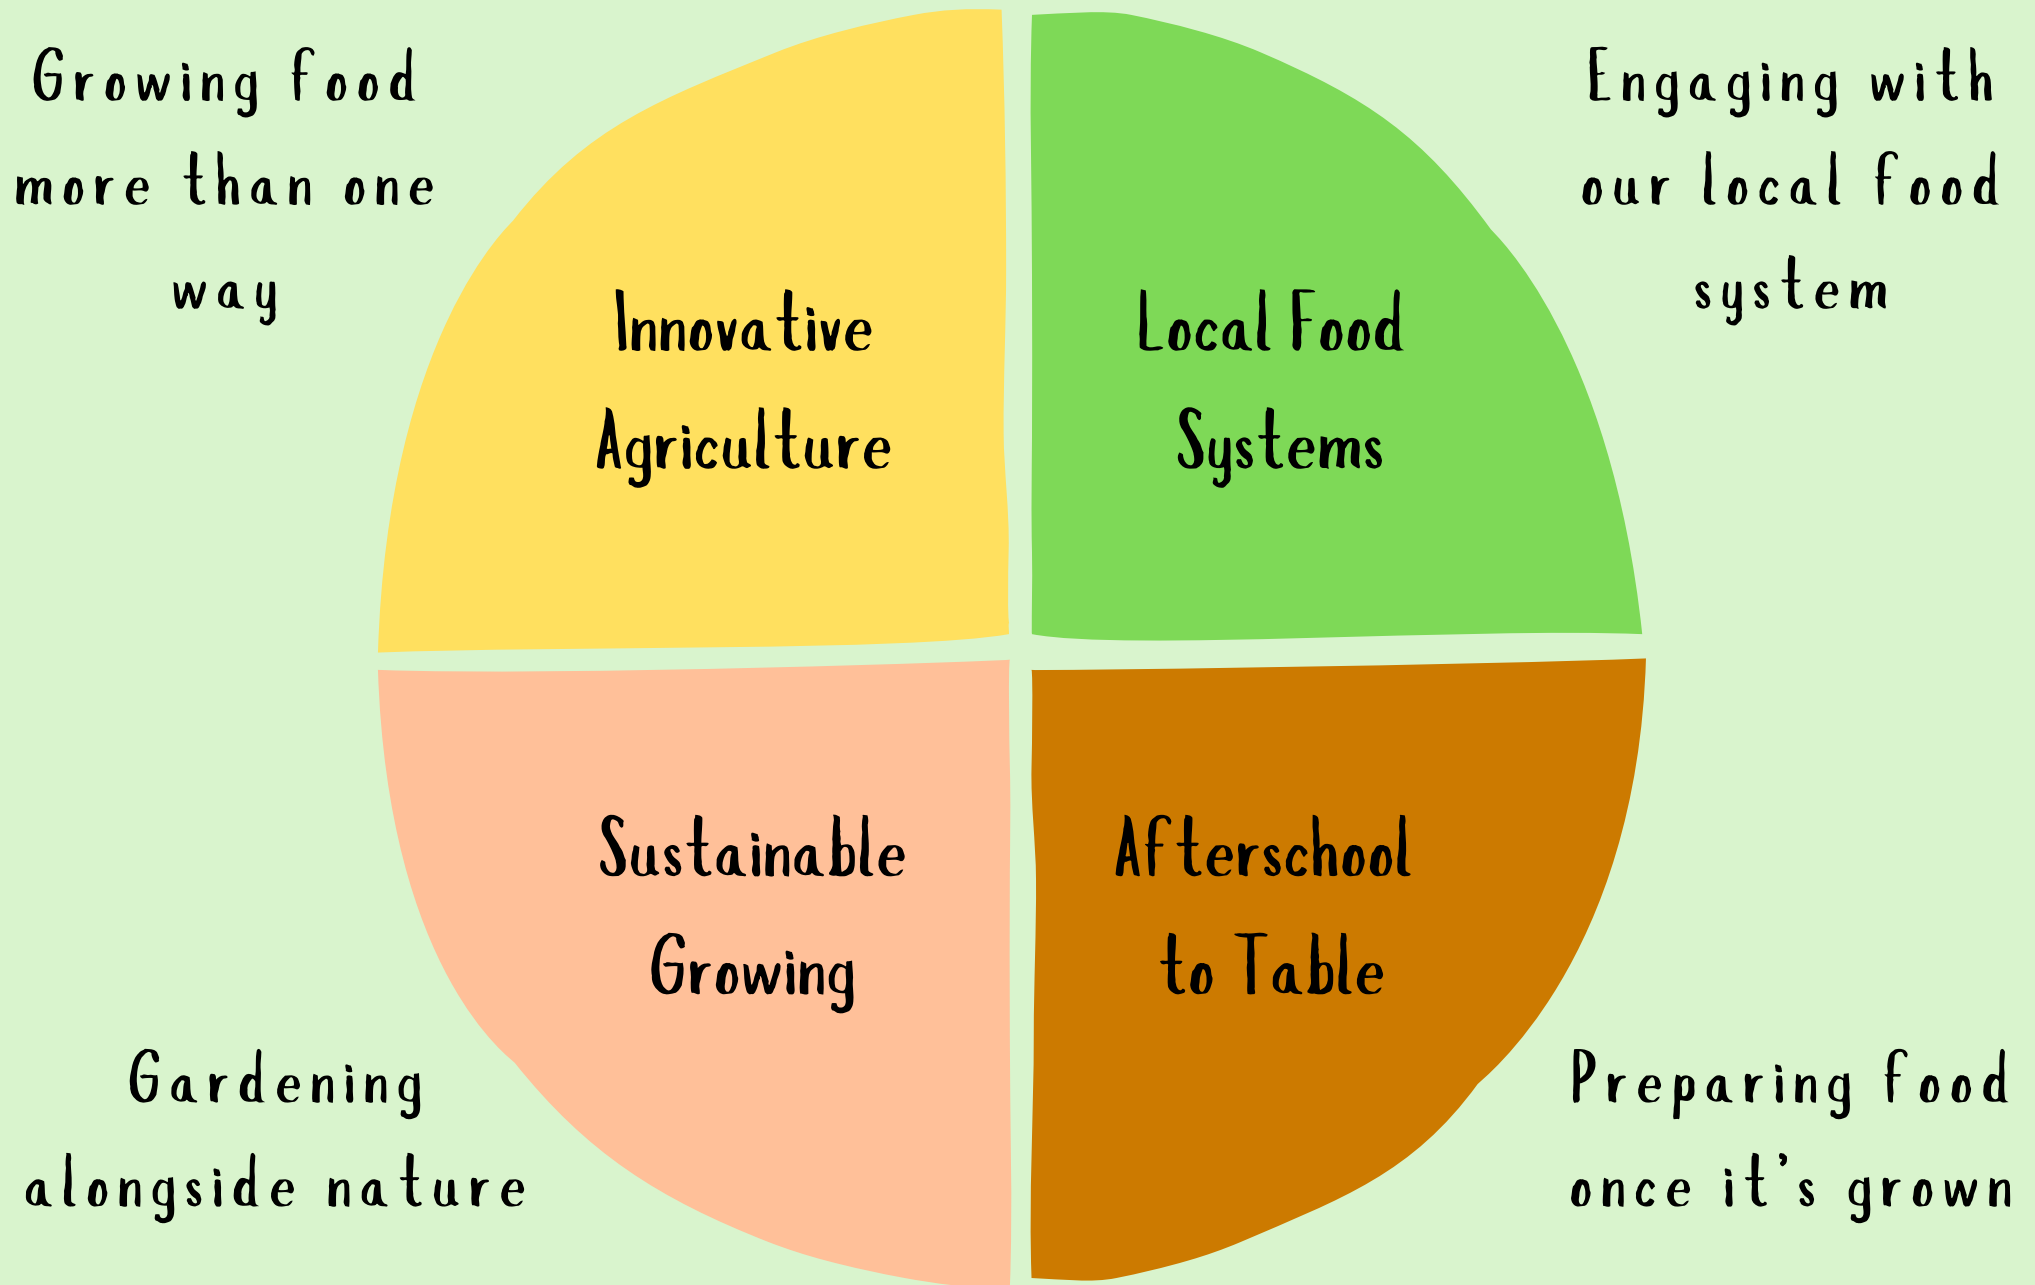 Growing food
more than one
way
Engaging with
our local food
system
Innovative
Agriculture
Local Food
Systems
Sustainable
Growing
Afterschool
to Table
Gardening
alongside nature
Preparing food
once it's grown